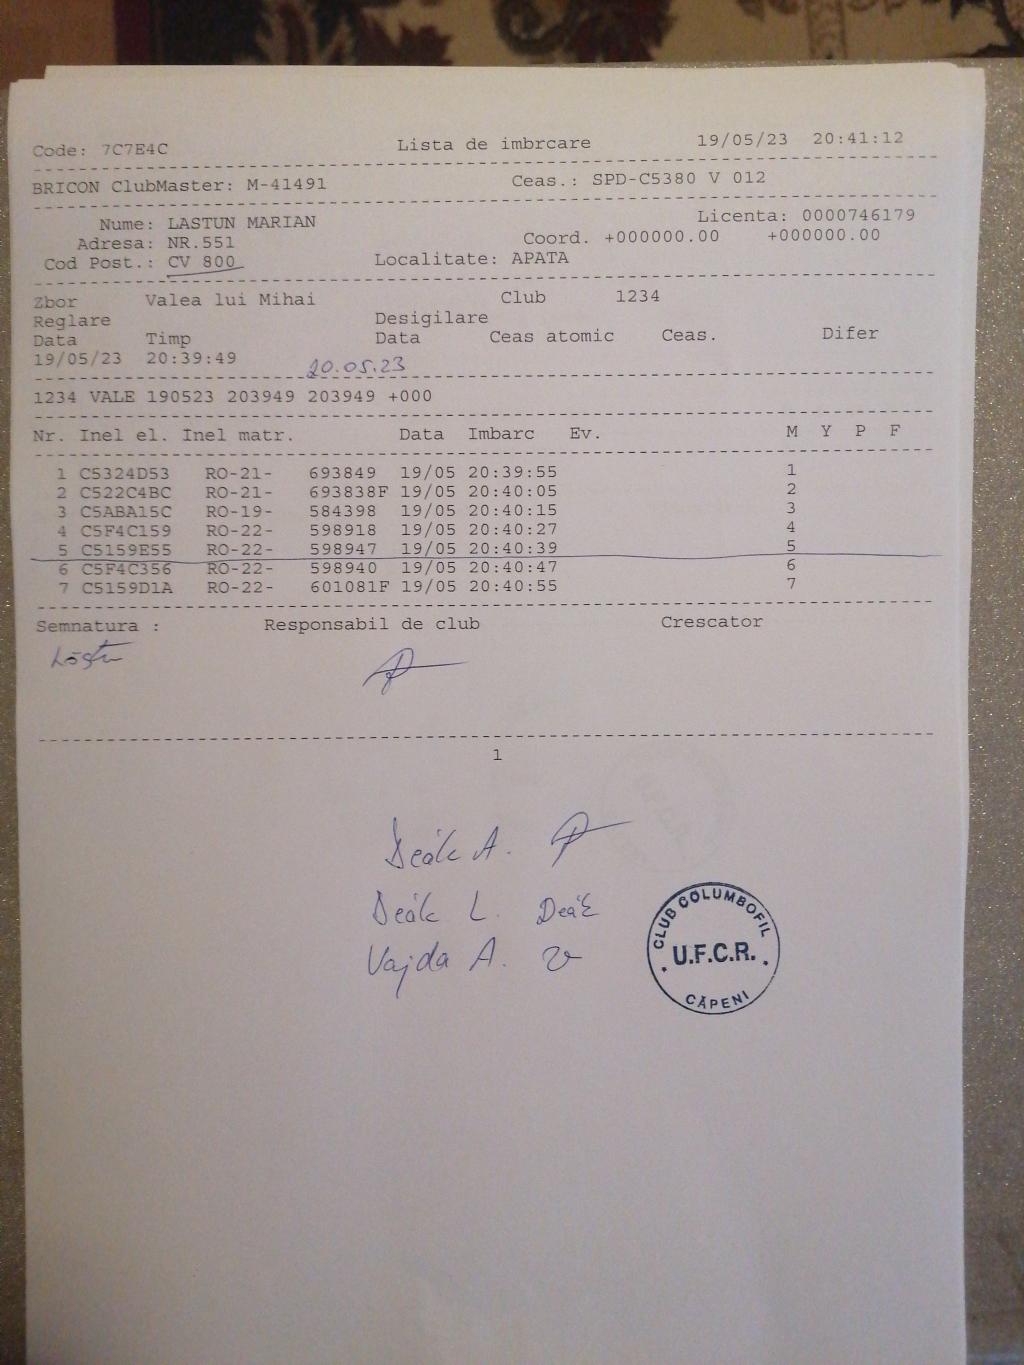 Code: 7C7E4C Lista de imbrcare 19/05/23 20:41:12
BRICON ClubMaster: M-41491 Ceas.: SPD-C5380 V 012
Nume: LASTUN MARIAN Licenta: 0000746179
Adresa: NR.551 Coord. +000000.00 +000000.00
Cod Post.: CV 800 Localitate: APATA
Zbor Valea lui Mihai Club 1234
Reglare Desigilare
Data Timp Data Ceas atomic Ceas. Difer
19/05/23 20:39:49
20.05.23
1234 VALE 190523 203949 203949 +000
Nr. Inel el. Inel matr. Data Imbarc Ev. M Y P F
1 C5324D53 RO-21- 693849 19/05 20:39:55 1
2 C522C4BC RO-21- 693838F 19/05 20:40:05 2
3 C5ABA15C RO-19- 584398 19/05 20:40:15 3
4 C5F4C159 RO-22- 598918 19/05 20:40:27 4
5 C5159E55 RO-22- 598947 19/05 20:40:39 5
6 C5F4C356 RO-22- 598940 19/05 20:40:47 6
7 C5159D1A RO-22- 601081F 19/05 20:40:55 7
Semnatura : Responsabil de club Crescator
1
Deák A.
Deák L. Deák
Vajda A.
CLUB COLUMBOFIL
U.F.C.R.
CĂPENI